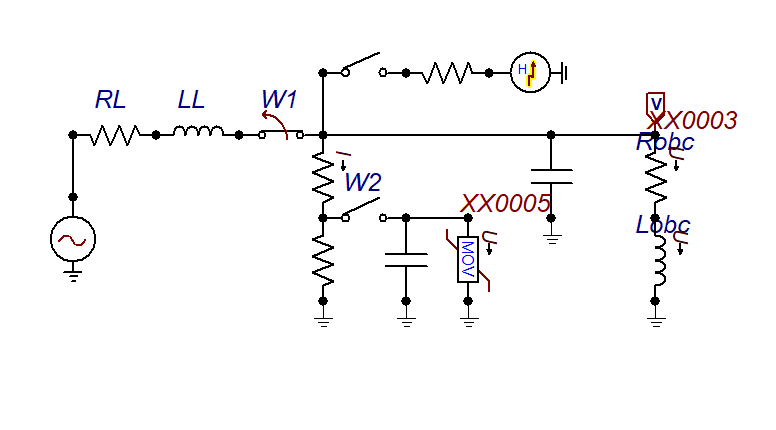 H
RL
LL
W1
V
XX0003
Robc
U
I
W2
XX0005
Lobc
U
U
MOV